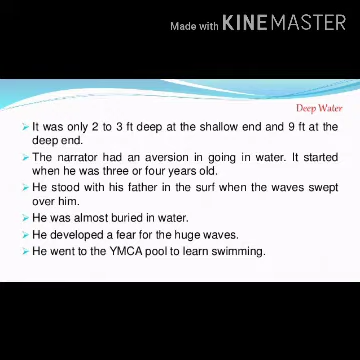 Made with KINEMASTER
Deep Water
It was only 2 to 3 ft deep at the shallow end and 9 ft at the
deep end.
The narrator had an aversion in going in water. It started
when he was three or four years old.
He stood with his father in the surf when the waves swept
over him.
He was almost buried in water.
He developed a fear for the huge waves.
He went to the YMCA pool to learn swimming.